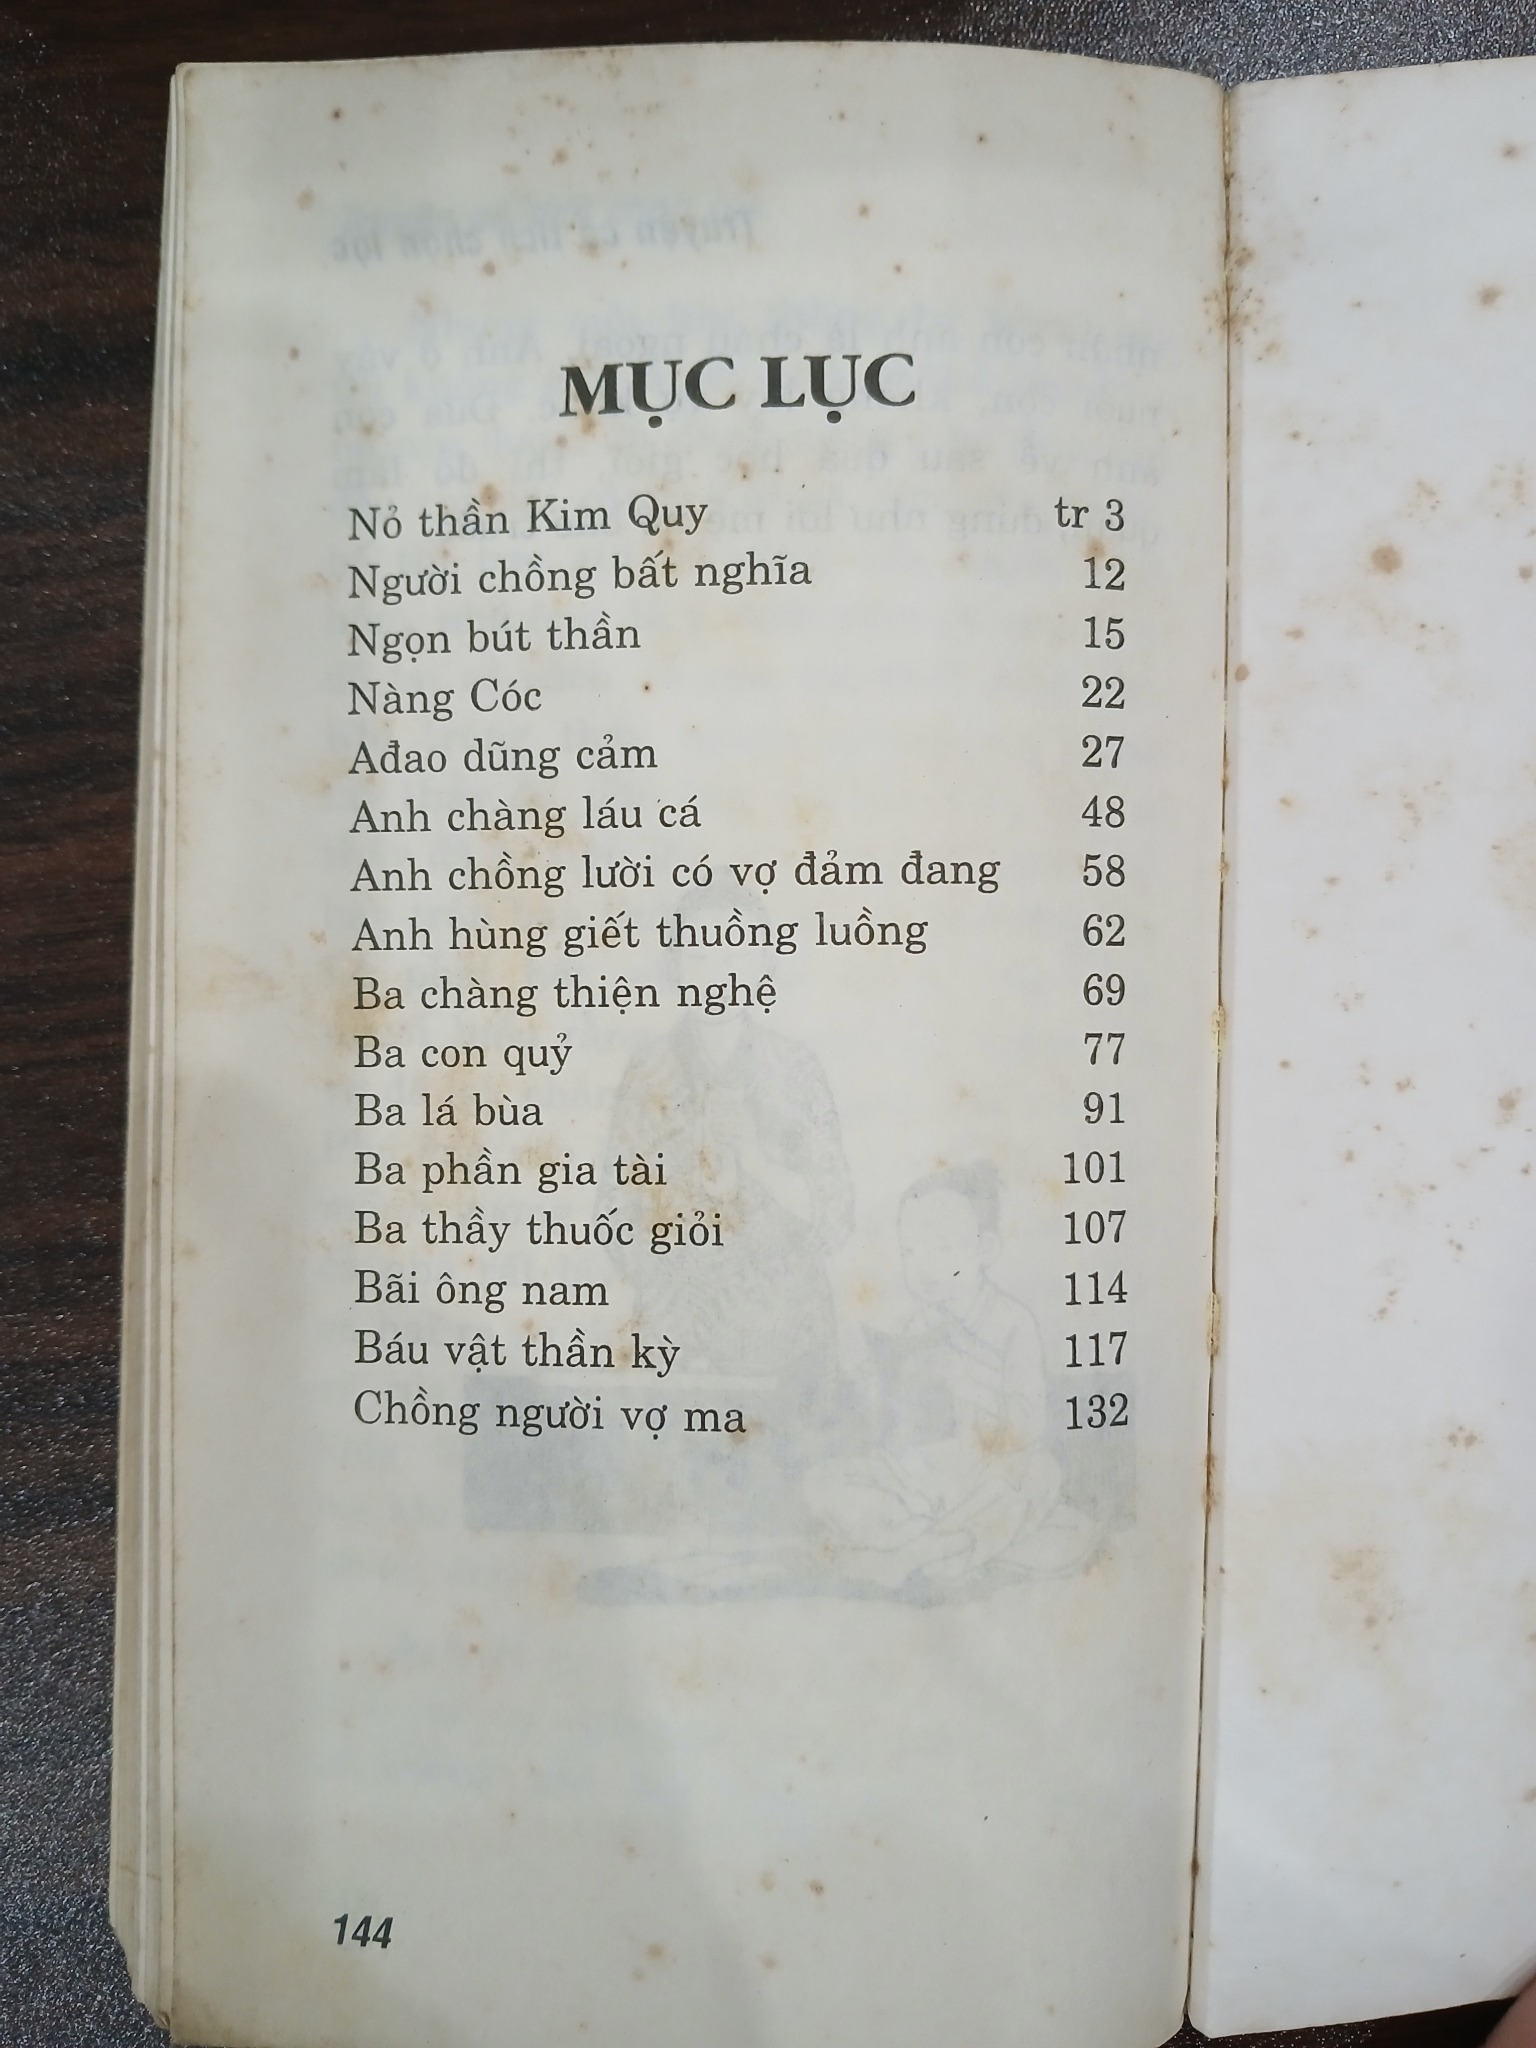 MỤC LỤC
Nỏ thần Kim Quy tr 3
Người chồng bất nghĩa 12
Ngọn bút thần 15
Nàng Cóc 22
Ađao dũng cảm 27
Anh chàng láu cá 48
Anh chồng lười có vợ đảm đang 58
Anh hùng giết thuồng luồng 62
Ba chàng thiện nghệ 69
Ba con quỷ 77
Ba lá bùa 91
Ba phần gia tài 101
Ba thầy thuốc giỏi 107
Bãi ông nam 114
Báu vật thần kỳ 117
Chồng người vợ ma 132
144